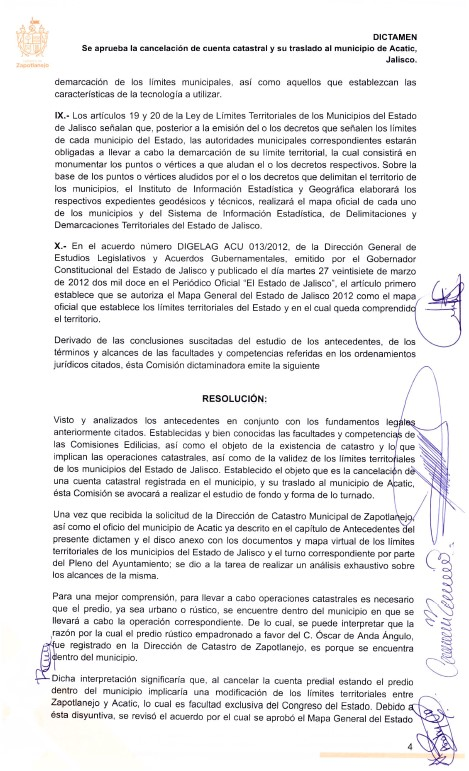 Zapotlanejo
DICTAMEN
Se aprueba la cancelación de cuenta catastral y su traslado al municipio de Acatic,
Jalisco.
demarcación de los límites municipales, así como aquellos que establezcan las
características de la tecnología a utilizar.
IX.- Los artículos 19 y 20 de la Ley de Límites Territoriales de los Municipios del Estado
de Jalisco señalan que, posterior a la emisión del o los decretos que señalen los límites
de cada municipio del Estado, las autoridades municipales correspondientes estarán
obligadas a llevar a cabo la demarcación de su límite territorial, la cual consistirá en
monumentar los puntos o vértices a que aludan el o los decretos respectivos. Sobre la
base de los puntos o vértices aludidos por el o los decretos que delimitan el territorio de
los municipios, el Instituto de Información Estadística y Geográfica elaborará los
respectivos expedientes geodésicos y técnicos, realizará el mapa oficial de cada uno
de los municipios y del Sistema de Información Estadística, de Delimitaciones y
Demarcaciones Territoriales del Estado de Jalisco.
X.- En el acuerdo número DIGELAG ACU 013/2012, de la Dirección General de
Estudios Legislativos y Acuerdos Gubernamentales, emitido por el Gobernador
Constitucional del Estado de Jalisco y publicado el día martes 27 veintisiete de marzo
de 2012 dos mil doce en el Periódico Oficial “El Estado de Jalisco”, el artículo primero
establece que se autoriza el Mapa General del Estado de Jalisco 2012 como el mapa
oficial que establece los límites territoriales del Estado y en el cual queda comprendido
el territorio.
Derivado de las conclusiones suscitadas del estudio de los antecedentes, de
los términos y alcances de las facultades y competencias referidas en los ordenamientos
jurídicos citados, ésta Comisión dictaminadora emite la siguiente
RESOLUCIÓN:
Visto y analizados los antecedentes en conjunto con los fundamentos legales
anteriormente citados. Establecidas y bien conocidas las facultades y competencias de
las Comisiones Edilicias, así como el objeto de la existencia de catastro y lo que
implican las operaciones catastrales, así como de la validez de los límites territoriales
de los municipios del Estado de Jalisco. Establecido el objeto que es la cancelación de
una cuenta catastral registrada en el municipio, y su traslado al municipio de Acatic,
ésta Comisión se avocará a realizar el estudio de fondo y forma de lo turnado.
Una vez que recibida la solicitud de la Dirección de Catastro Municipal de Zapotlanejo,
así como el oficio del municipio de Acatic ya descrito en el capítulo de Antecedentes del
presente dictamen y el disco anexo con los documentos y mapa virtual de los límites
territoriales de los municipios del Estado de Jalisco y el turno correspondiente por parte
del Pleno del Ayuntamiento; se dio a la tarea de realizar un análisis exhaustivo sobre
los alcances de la misma.
Para una mejor comprensión, para llevar a cabo operaciones catastrales es necesario
que el predio, ya sea urbano o rústico, se encuentre dentro del municipio en que se
llevará a cabo la operación correspondiente. De lo cual, se puede interpretar que la
razón por la cual el predio rústico empadronado a favor del C. Óscar de Anda Ángulo,
fue registrado en la Dirección de Catastro de Zapotlanejo, es porque se encuentra
dentro del municipio.
Dicha interpretación significaría que, al cancelar la cuenta predial estando el predio
dentro del municipio implicaría una modificación de los límites territoriales entre
Zapotlanejo y Acatic, lo cual es facultad exclusiva del Congreso del Estado. Debido a
ésta disyuntiva, se revisó el acuerdo por el cual se aprobó el Mapa General del Estado
4